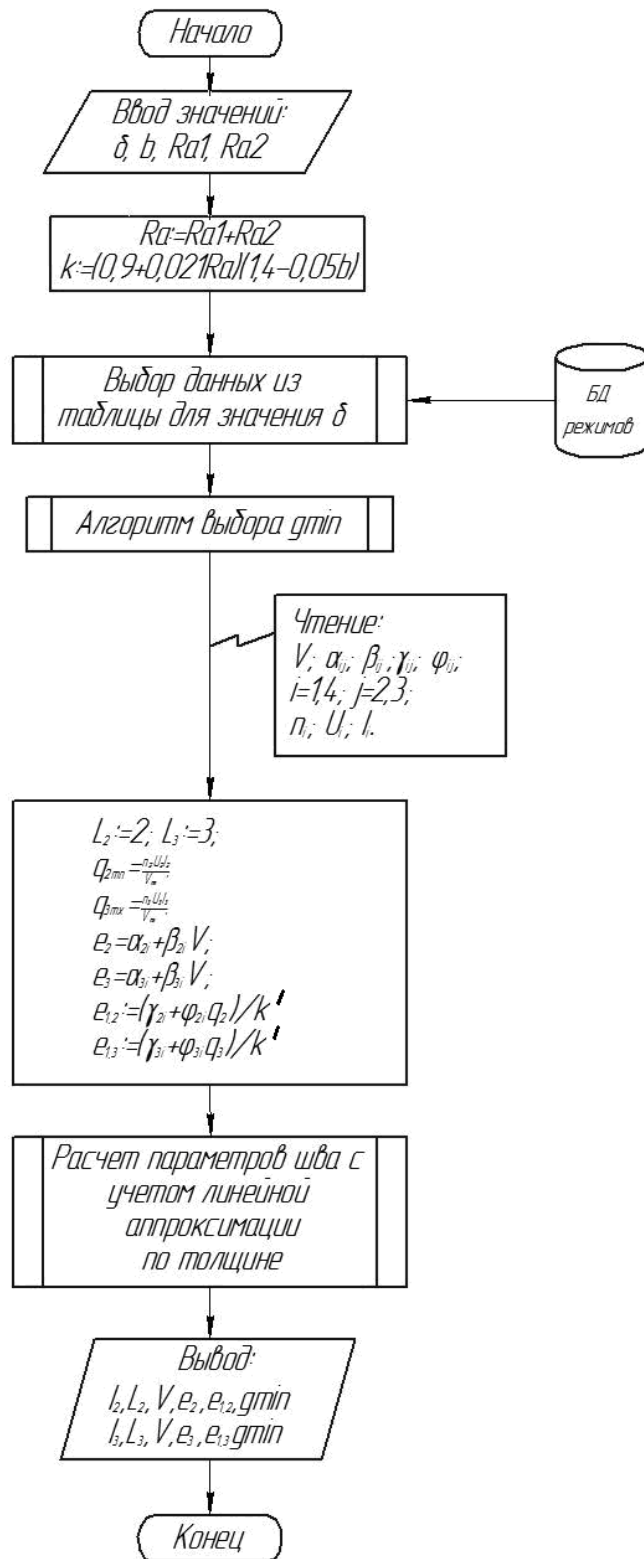 Начало
Ввод значений:
δ, b, Ra1, Ra2
Ra:=Ra1+Ra2
k:=(0,9+0,021Ra)(1,4-0,05b)
Выбор данных из
таблицы для значения δ
БД
режимов
Алгоритм выбора gmin
Чтение:
V; αij; βij; γij; φij;
i=1,4; j=2,3;
ni; Ui; Ii.
L2:=2; L3:=3;
e2=α2i+β2iV;
e3=α3i+β3iV;
e1,2:=(γ2i+φ2iq2)/k'
e1,3:=(γ3i+φ3iq3)/k'
Расчет параметров шва с
учетом линейной
аппроксимации
по толщине
Вывод:
I2,L2,V,e2,e1,2,gmin
I3,L3,V,e3,e1,3gmin
Конец